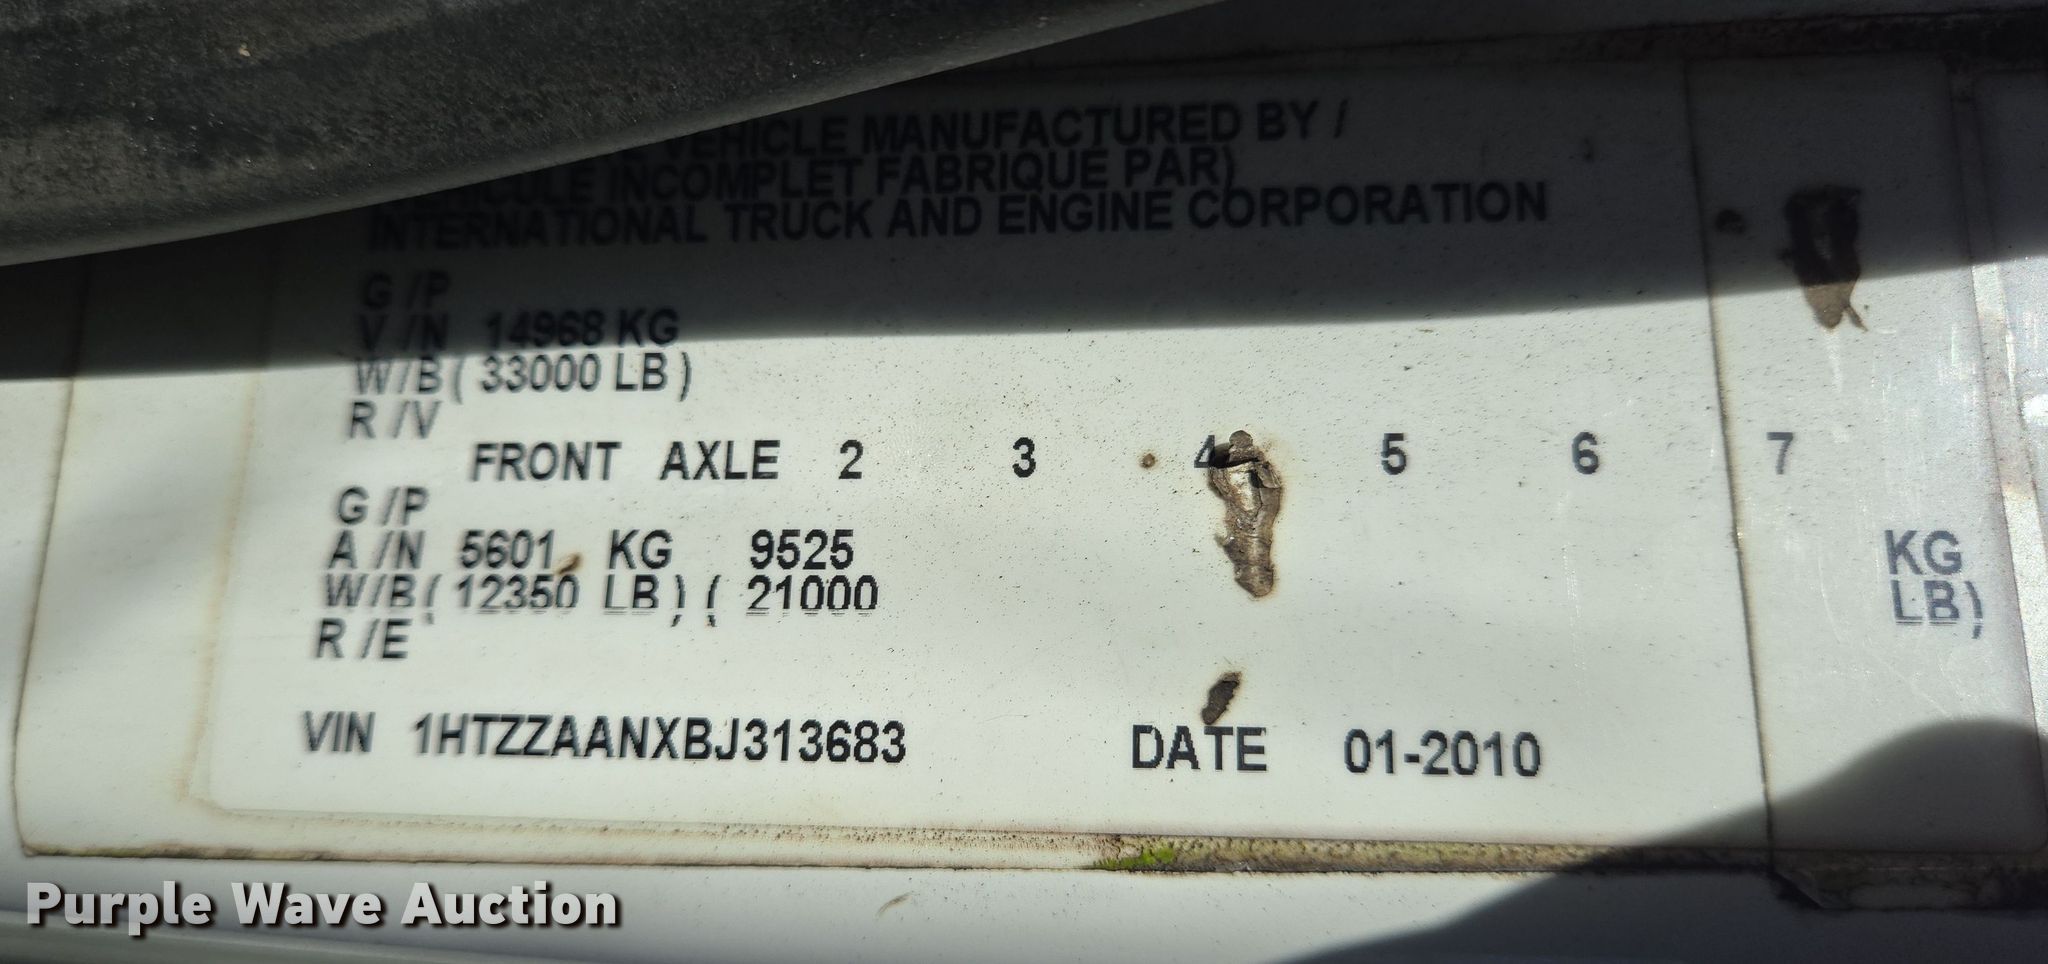 VEHICLE MANUFACTURED BY /
INCOMPLET FABRIQUE PAR)
INTERNATIONAL TRUCK AND ENGINE CORPORATION
G /P
V /N 14968 KG
W/B ( 33000 LB )
R /V
FRONT AXLE 2 3 4 5 6 7
G /P
A /N 5601 KG 9525 KG
W/B ( 12350 LB ) ( 21000 LB)
R /E
VIN 1HTZZAANXBJ313683 DATE 01-2010
Purple Wave Auction